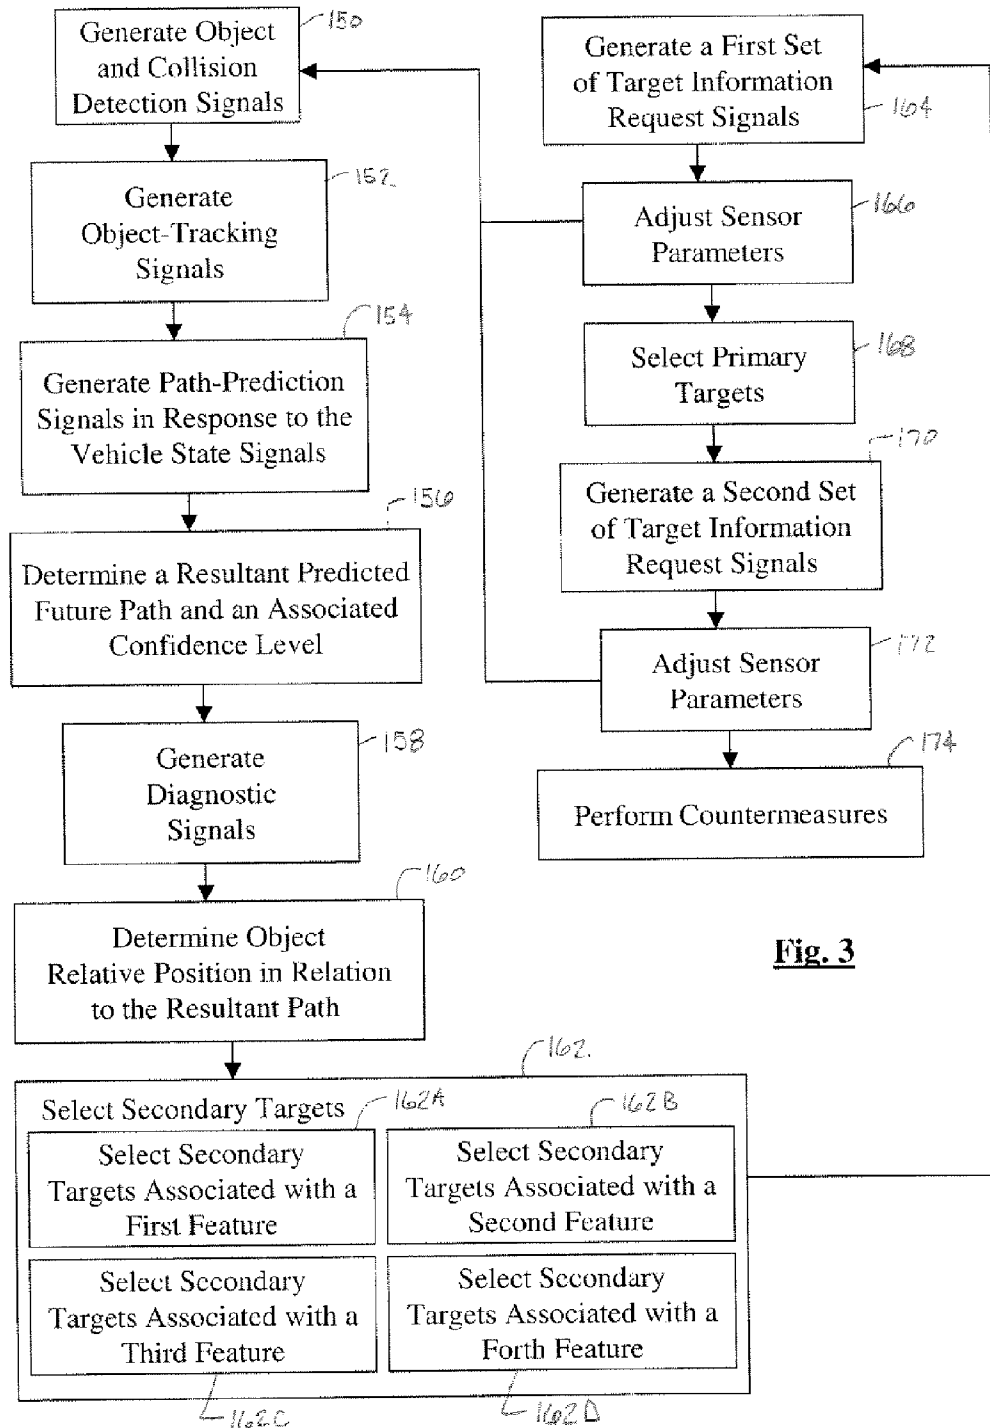 150
Generate Object
and Collision
Detection Signals
152
Generate
Object-Tracking
Signals
154
Generate Path-Prediction
Signals in Response to the
Vehicle State Signals
156
Determine a Resultant Predicted
Future Path and an Associated
Confidence Level
158
Generate
Diagnostic
Signals
160
Determine Object
Relative Position in Relation
to the Resultant Path
162
Select Secondary Targets
162A
Select Secondary
Targets Associated with a
First Feature
162B
Select Secondary
Targets Associated with a
Second Feature
Select Secondary
Targets Associated with a
Third Feature
162C
Select Secondary
Targets Associated with a
Forth Feature
162D
Generate a First Set
of Target Information
Request Signals
164
Adjust Sensor
Parameters
166
Select Primary
Targets
168
170
Generate a Second Set
of Target Information
Request Signals
Adjust Sensor
Parameters
172
174
Perform Countermeasures
Fig. 3